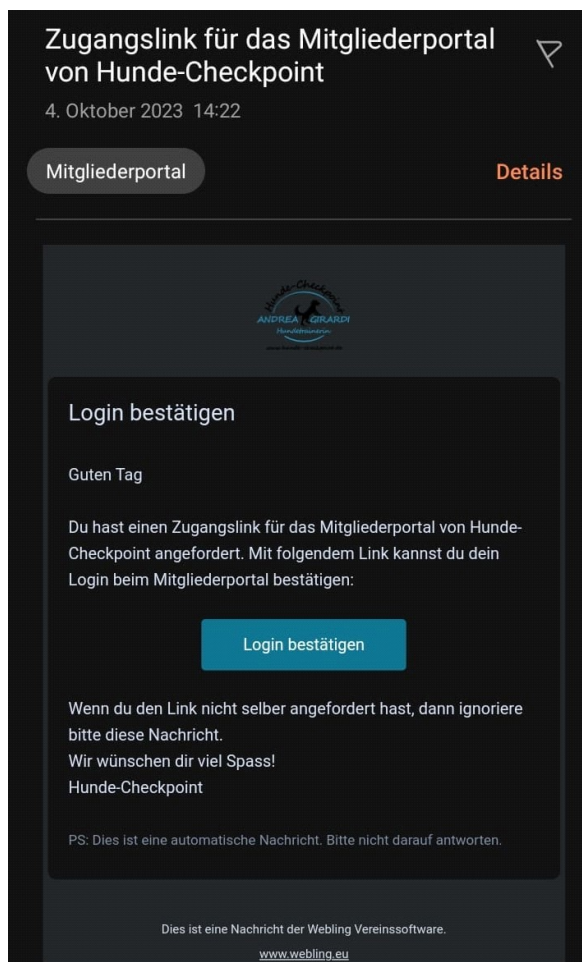 Zugangslink für das Mitgliederportal
von Hunde-Checkpoint
4. Oktober 2023 14:22
Mitgliederportal
Details
Hunde-Checkpoint
ANDREA GIRARDI
Hundetrainerin
Login bestätigen
Guten Tag
Du hast einen Zugangslink für das Mitgliederportal von Hunde-
Checkpoint angefordert. Mit folgendem Link kannst du dein
Login beim Mitgliederportal bestätigen:
Login bestätigen
Wenn du den Link nicht selber angefordert hast, dann ignoriere
bitte diese Nachricht.
Wir wünschen dir viel Spass!
Hunde-Checkpoint
PS: Dies ist eine automatische Nachricht. Bitte nicht darauf antworten.
Dies ist eine Nachricht der Webling Vereinssoftware.
www.webling.eu